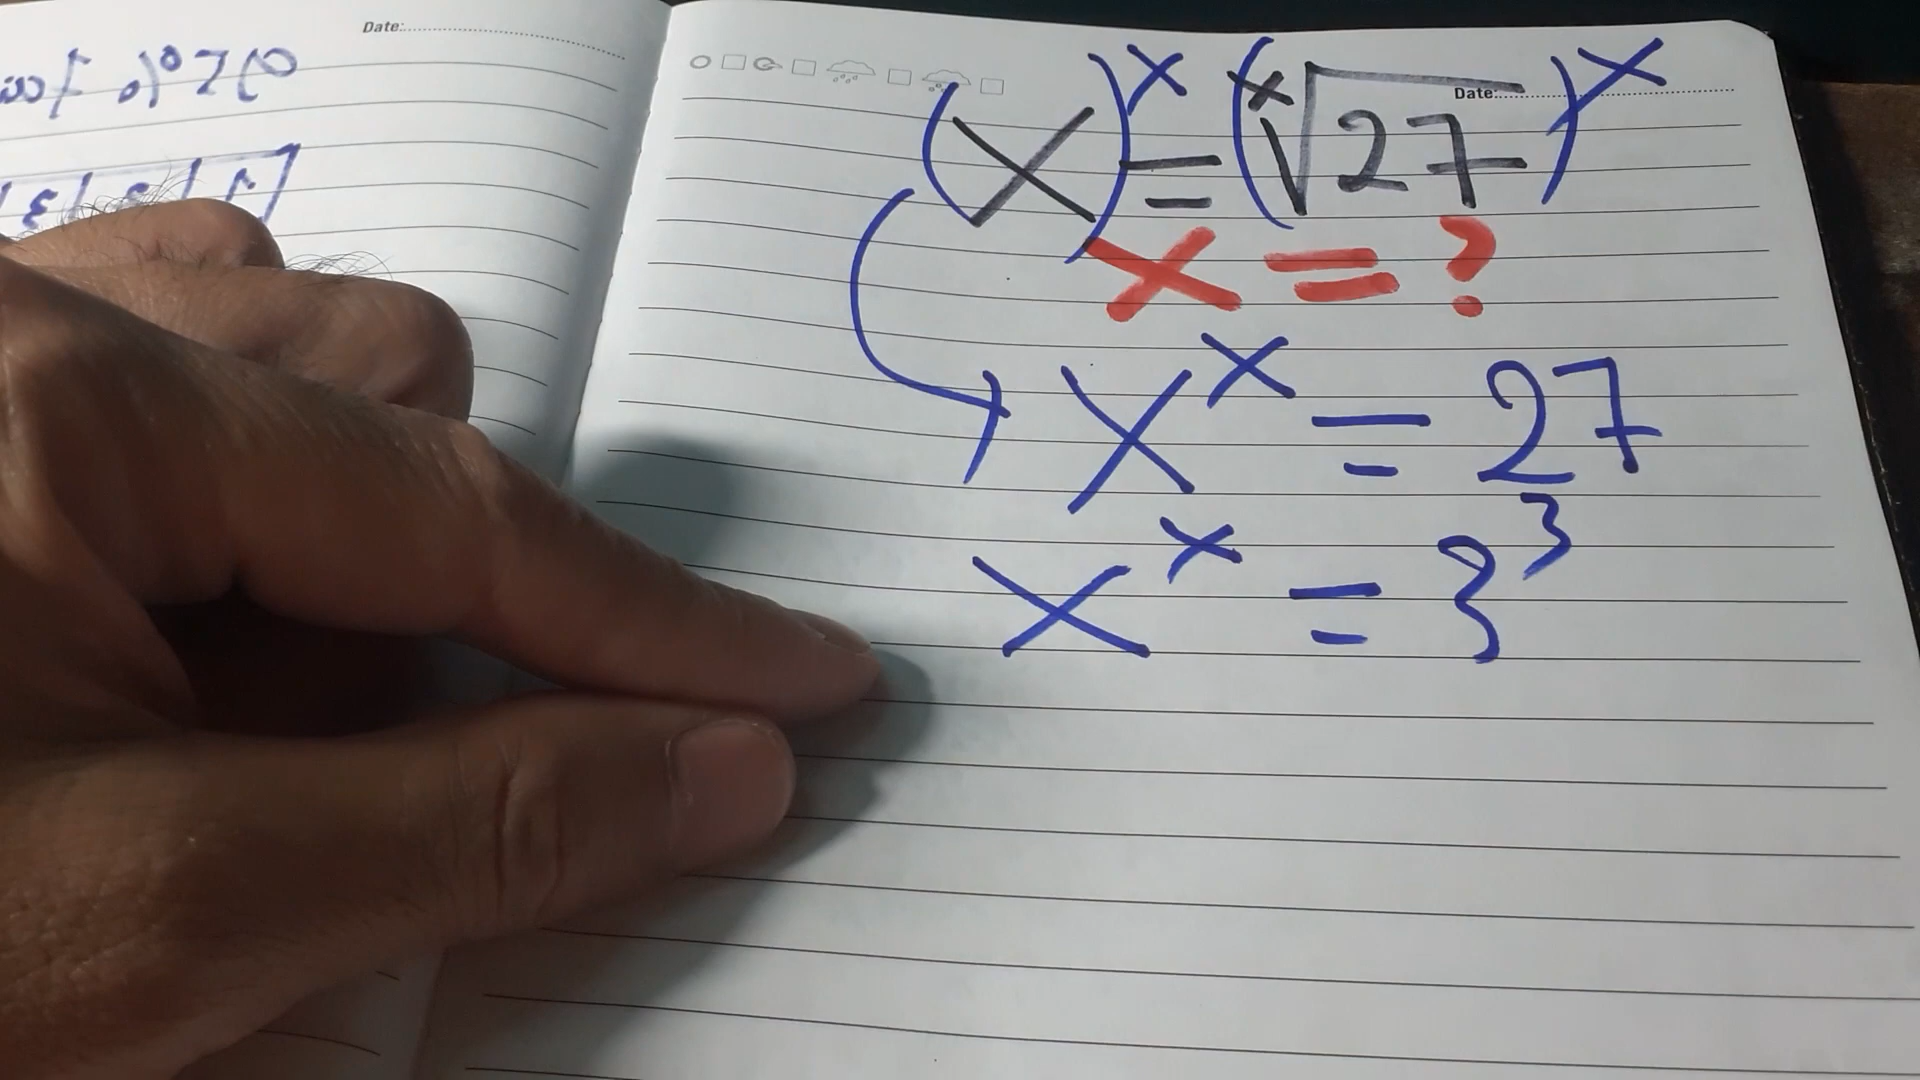 Date:
Date:
(x)^x = (ˣ√27)^x
x = ?
x^x = 27
x^x = 3^3